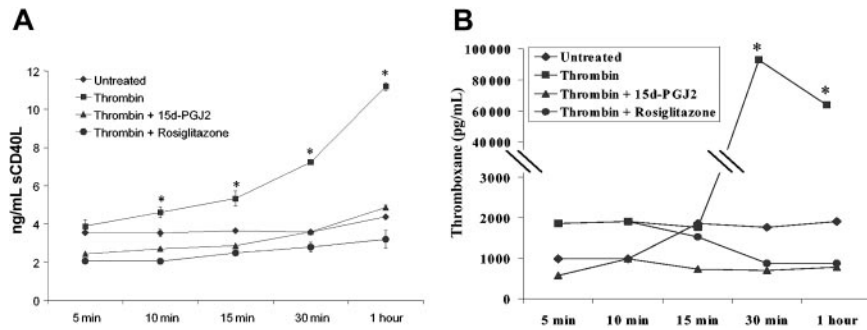 A
Untreated
Thrombin
Thrombin + 15d-PGJ2
Thrombin + Rosiglitazone
ng/mL sCD40L
12
10
8
6
4
2
0
*
*
*
*
5 min
10 min
15 min
30 min
1 hour
B
Untreated
Thrombin
Thrombin + 15d-PGJ2
Thrombin + Rosiglitazone
Thromboxane (pg/mL)
100 000
80 000
60 000
40 000
3000
2000
1000
0
*
*
5 min
10 min
15 min
30 min
1 hour